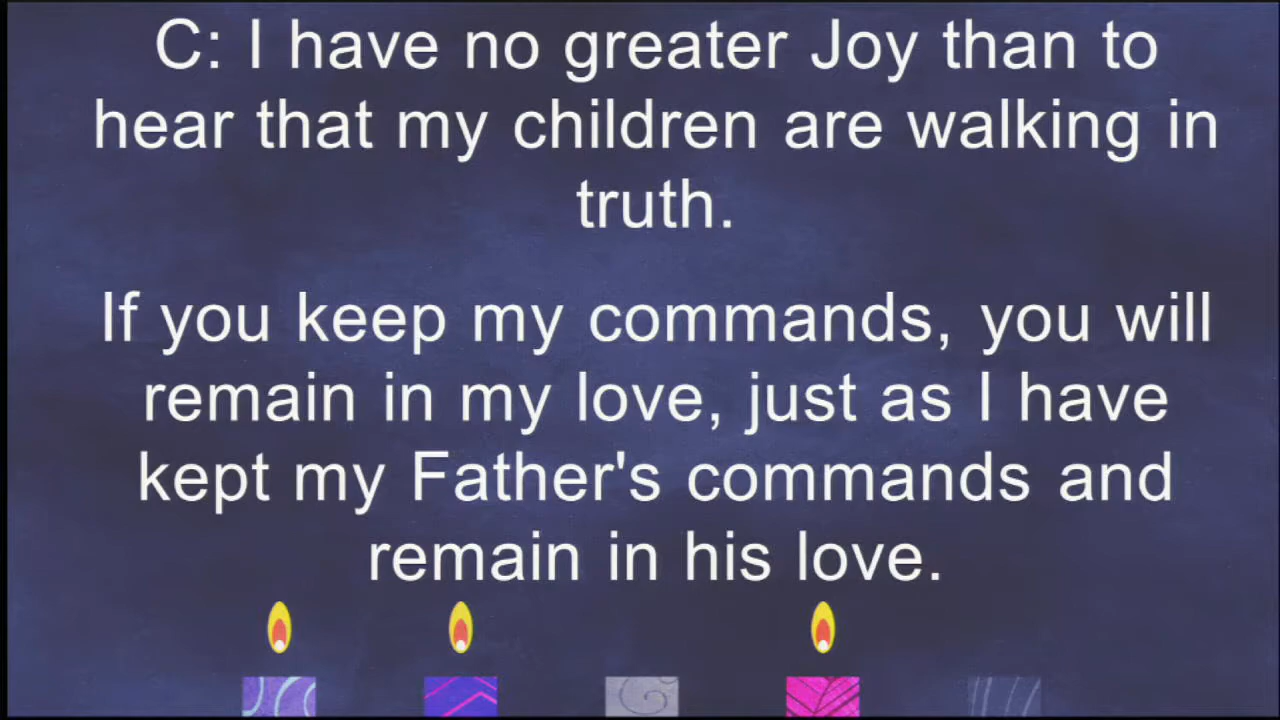 C: I have no greater Joy than to
hear that my children are walking in
truth.
If you keep my commands, you will
remain in my love, just as I have
kept my Father's commands and
remain in his love.